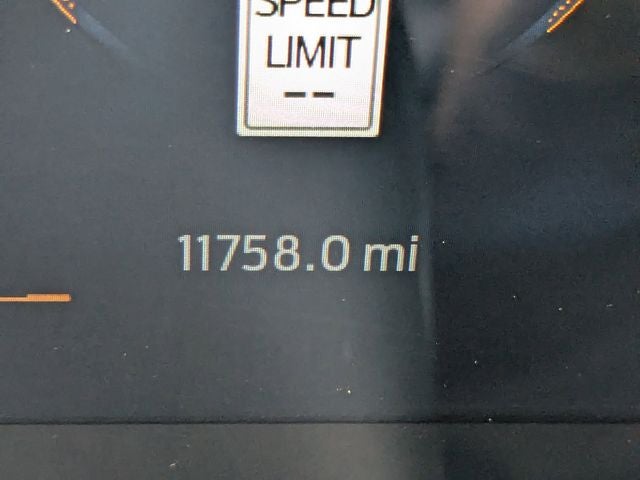 SPEED
LIMIT
--
11758.0 mi